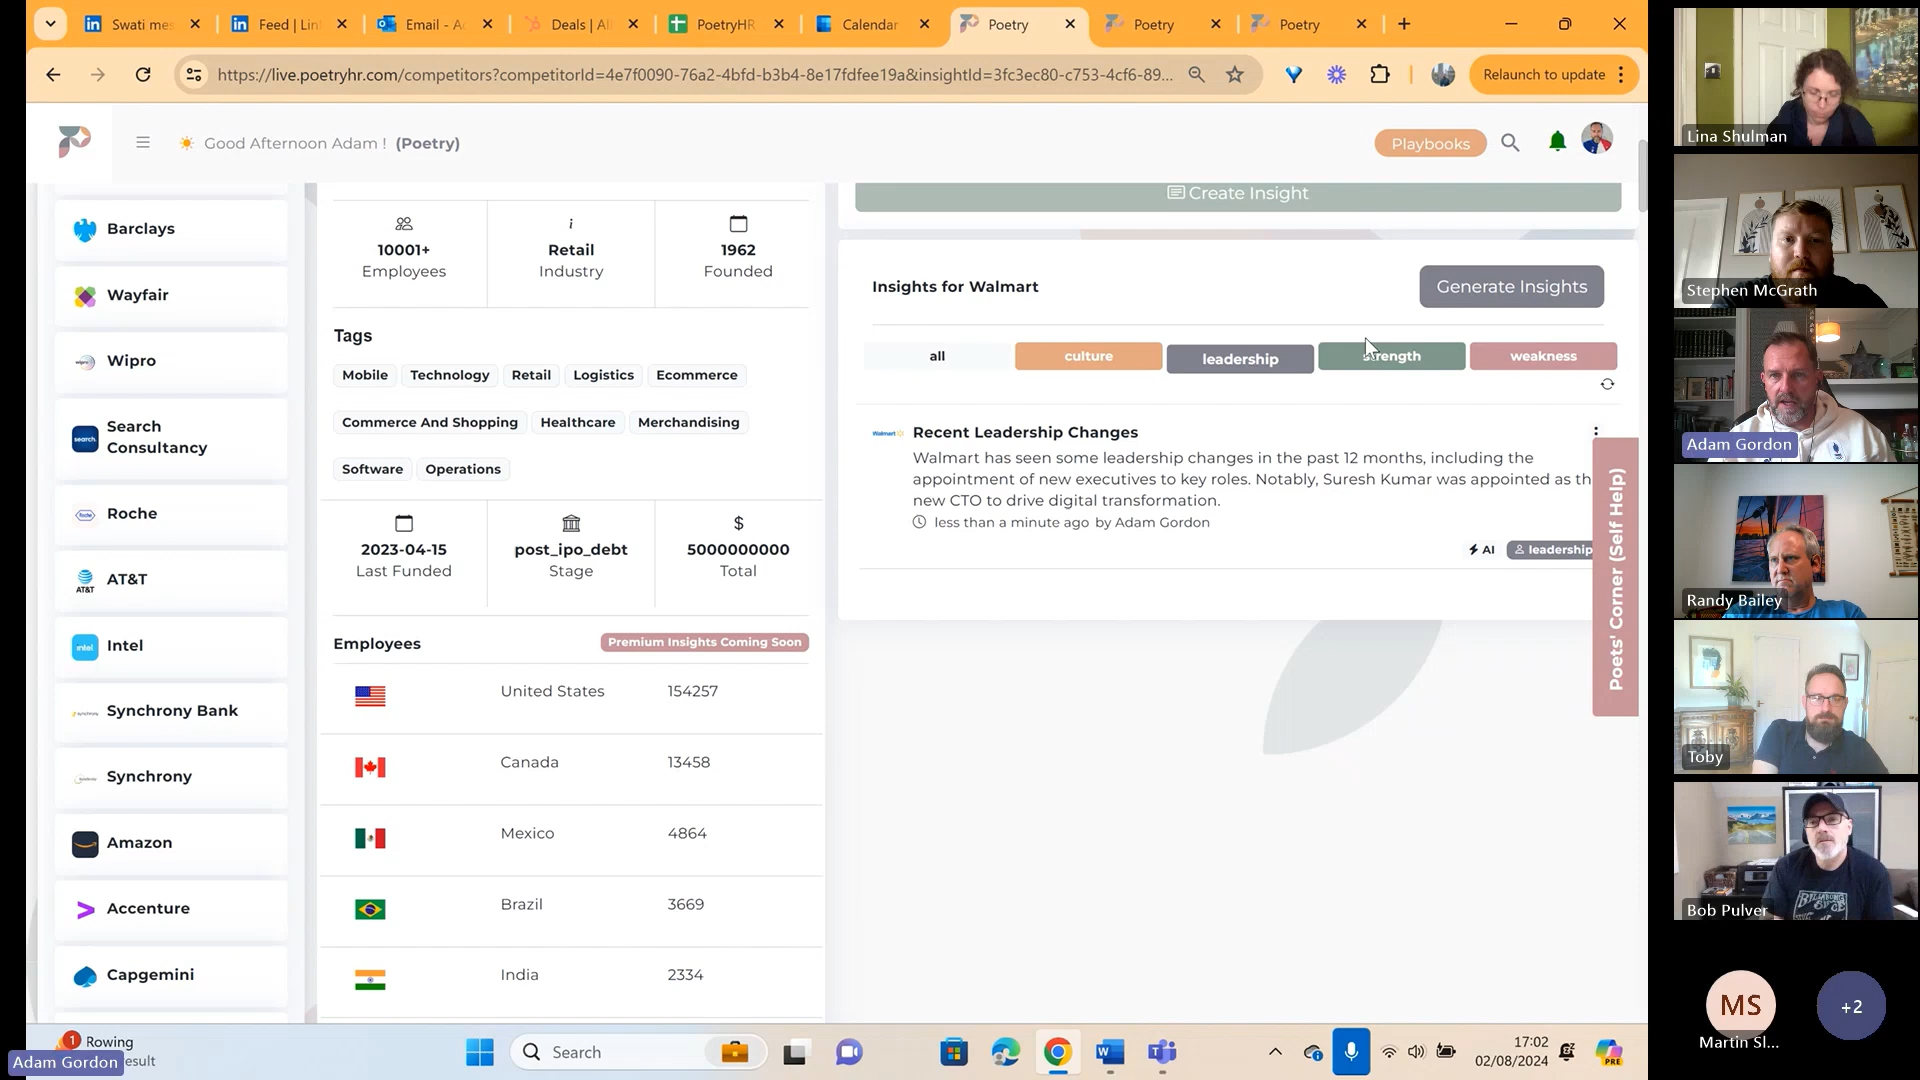 Swati mes
Feed | Lin
Email - A
Deals | Al
PoetryHR
Calendar
Poetry
Poetry
Poetry
https://live.poetryhr.com/competitors?competitorId=4e7f0090-76a2-4bfd-b3b4-8e17fdfee19a&insightId=3fc3ec80-c753-4cf6-89...
Relaunch to update
Good Afternoon Adam ! (Poetry)
Playbooks
Barclays
Wayfair
Wipro
Search
Consultancy
Roche
AT&T
Intel
Synchrony Bank
Synchrony
Amazon
Accenture
Capgemini
10001+
Employees
Retail
Industry
1962
Founded
Tags
Mobile Technology Retail Logistics Ecommerce
Commerce And Shopping Healthcare Merchandising
Software Operations
2023-04-15
Last Funded
post_ipo_debt
Stage
$
5000000000
Total
Employees Premium Insights Coming Soon
United States 154257
Canada 13458
Mexico 4864
Brazil 3669
India 2334
Create Insight
Insights for Walmart
Generate Insights
all culture leadership strength weakness
Walmart
Recent Leadership Changes
Walmart has seen some leadership changes in the past 12 months, including the
appointment of new executives to key roles. Notably, Suresh Kumar was appointed as th
new CTO to drive digital transformation.
less than a minute ago by Adam Gordon
AI leadership
Poets' Corner (Self Help)
Lina Shulman
Stephen McGrath
Adam Gordon
Randy Bailey
Toby
Bob Pulver
MS
Martin Sl...
+2
1
Rowing
esult
Adam Gordon
Search
17:02
02/08/2024
PRE